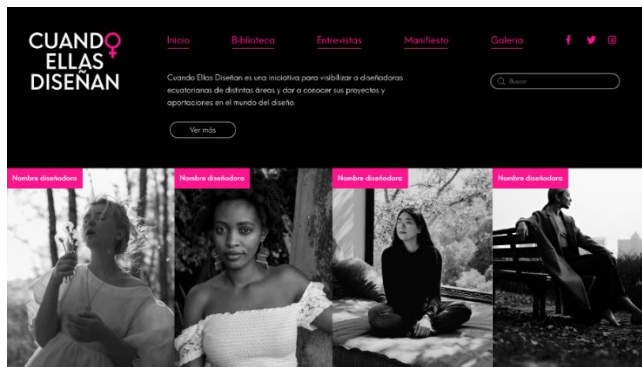 CUANDO
ELLAS
DISEÑAN
Inicio
Biblioteca
Entrevistas
Manifiesto
Galería
Cuando Ellas Diseñan es una iniciativa para visibilizar a diseñadoras
ecuatorianas de distintas áreas y dar a conocer sus proyectos y
aportaciones en el mundo del diseño.
Buscar
Ver más
Nombre diseñadora
Nombre diseñadora
Nombre diseñadora
Nombre diseñadora